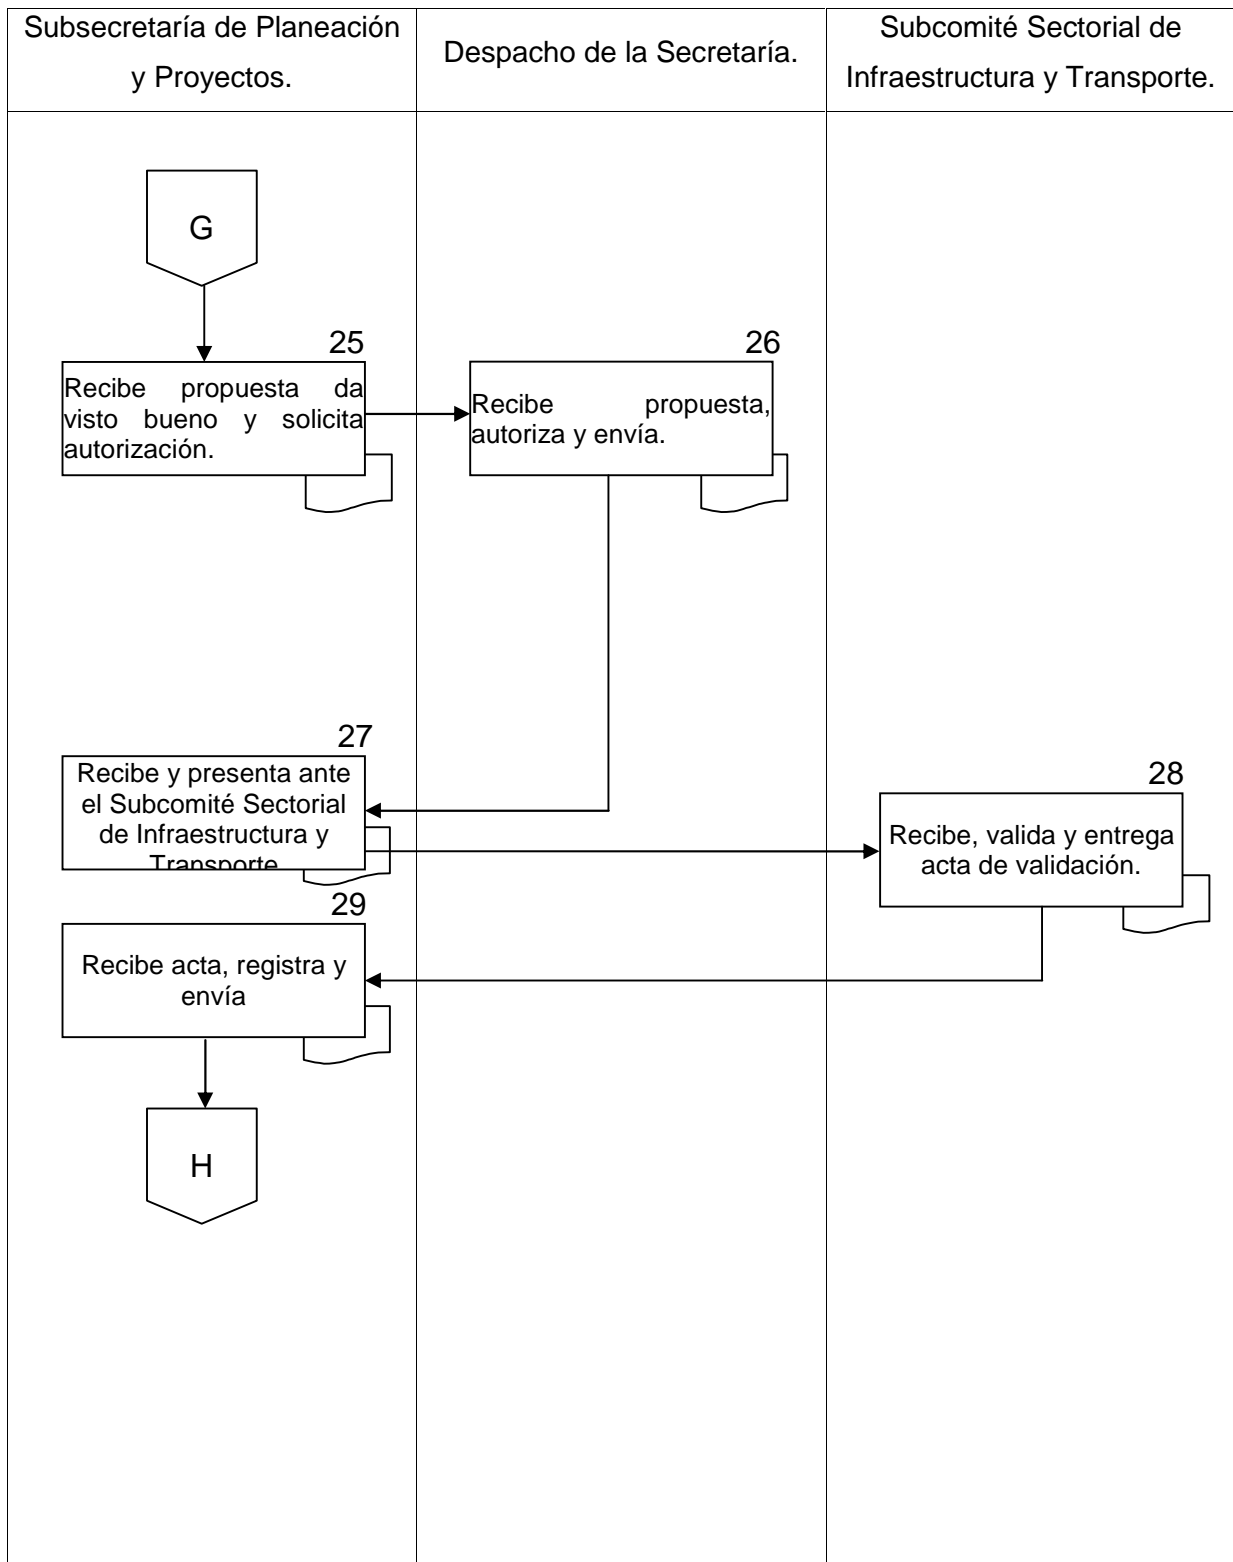 Subsecretaría de Planeación
y Proyectos.
Despacho de la Secretaría.
Subcomité Sectorial de
Infraestructura y Transporte.
G
25
Recibe propuesta da
visto bueno y solicita
autorización.
26
Recibe propuesta,
autoriza y envía.
27
Recibe y presenta ante
el Subcomité Sectorial
de Infraestructura y
Transporte
28
Recibe, valida y entrega
acta de validación.
29
Recibe acta, registra y
envía
H